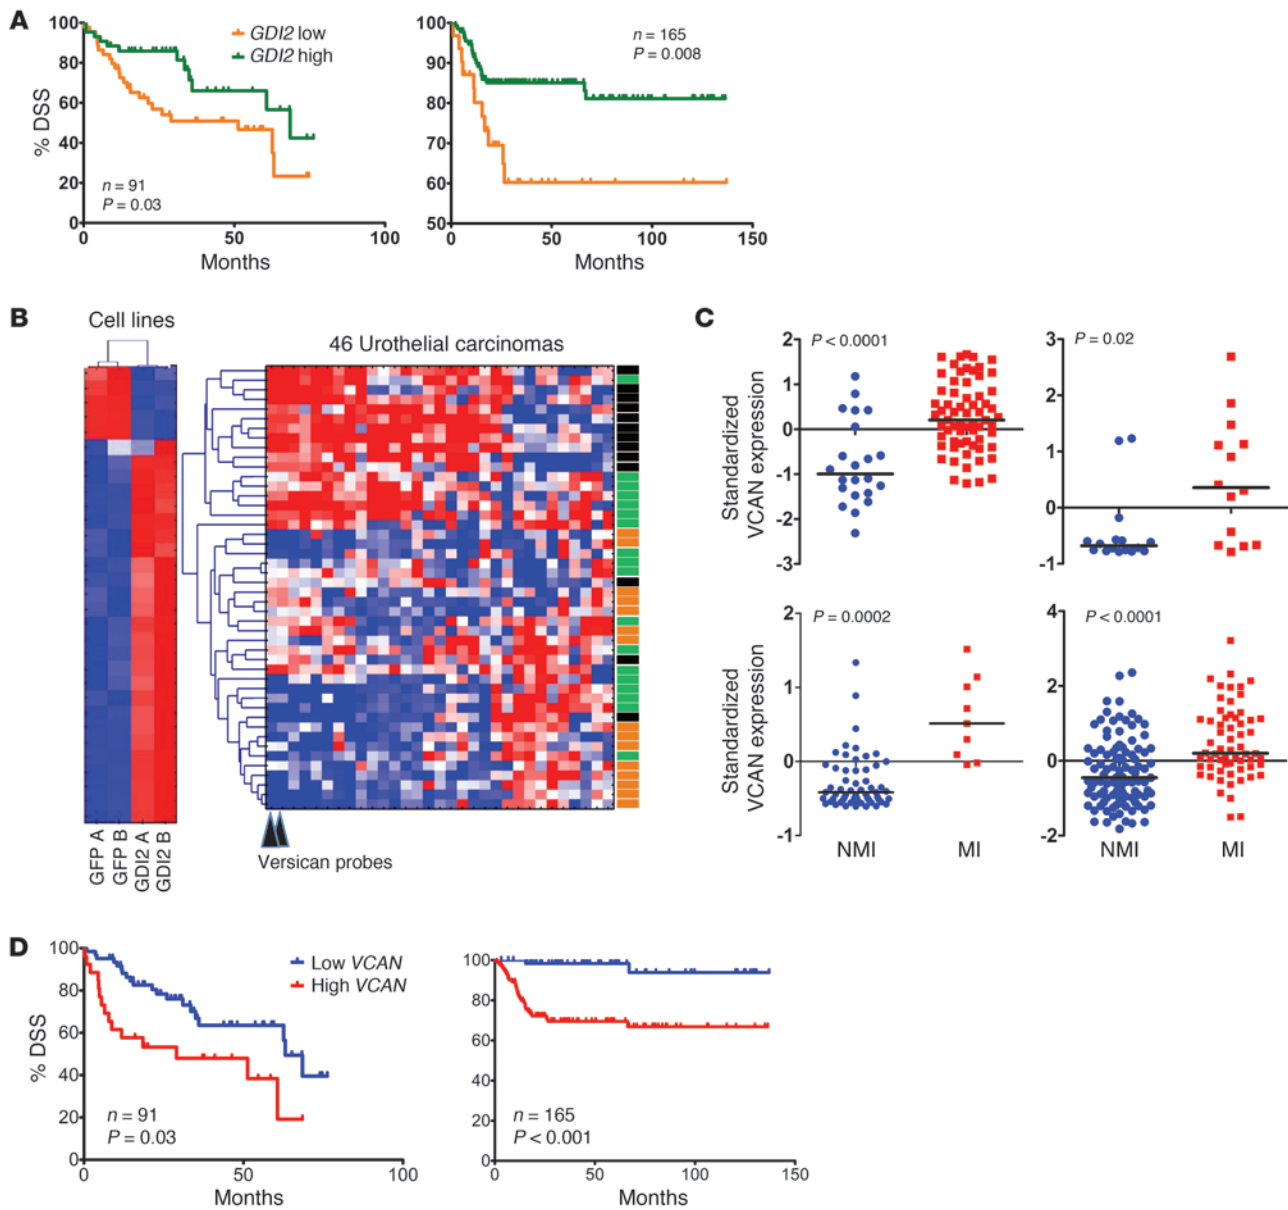 A
100
80
60
40
20
0
% DSS
GDI2 low
GDI2 high
n = 91
P = 0.03
0
50
100
Months
100
90
80
70
60
50
n = 165
P = 0.008
0
50
100
150
Months
B
Cell lines
46 Urothelial carcinomas
GFP A
GFP B
GDI2 A
GDI2 B
Versican probes
C
Standardized
VCAN expression
2
1
0
-1
-2
-3
P < 0.0001
3
2
1
0
-1
P = 0.02
Standardized
VCAN expression
2
1
0
-1
P = 0.0002
NMI
MI
4
2
0
-2
P < 0.0001
NMI
MI
D
100
80
60
40
20
0
% DSS
Low VCAN
High VCAN
n = 91
P = 0.03
0
50
100
Months
100
80
60
40
20
0
n = 165
P < 0.001
0
50
100
150
Months